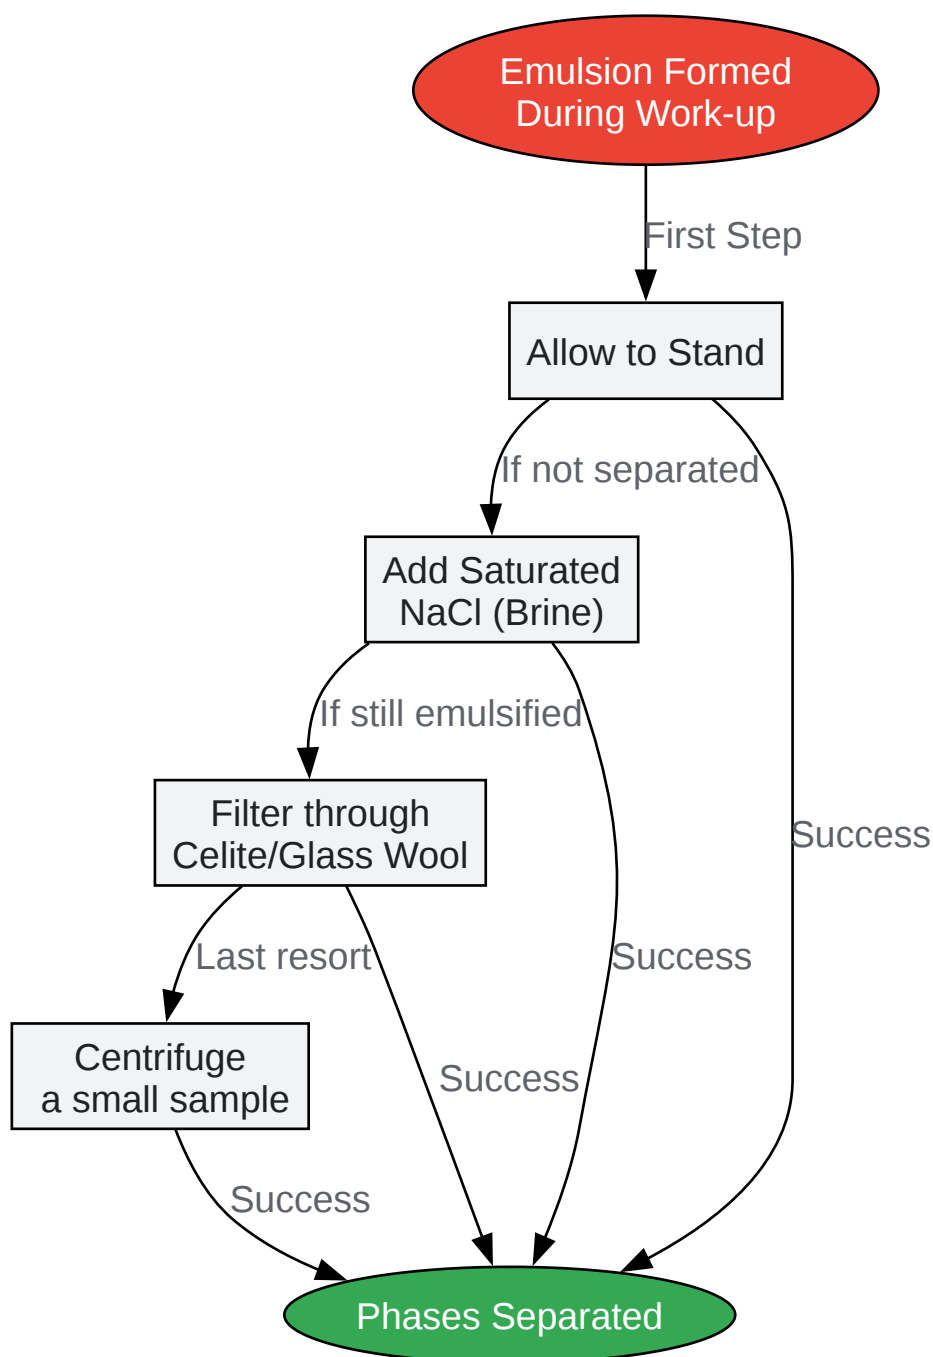 Emulsion Formed
During Work-up
First Step
Allow to Stand
If not separated
Add Saturated
NaCl (Brine)
If still emulsified
Filter through
Celite/Glass Wool
Success
Last resort
Success
Centrifuge
a small sample
Success
Success
Phases Separated